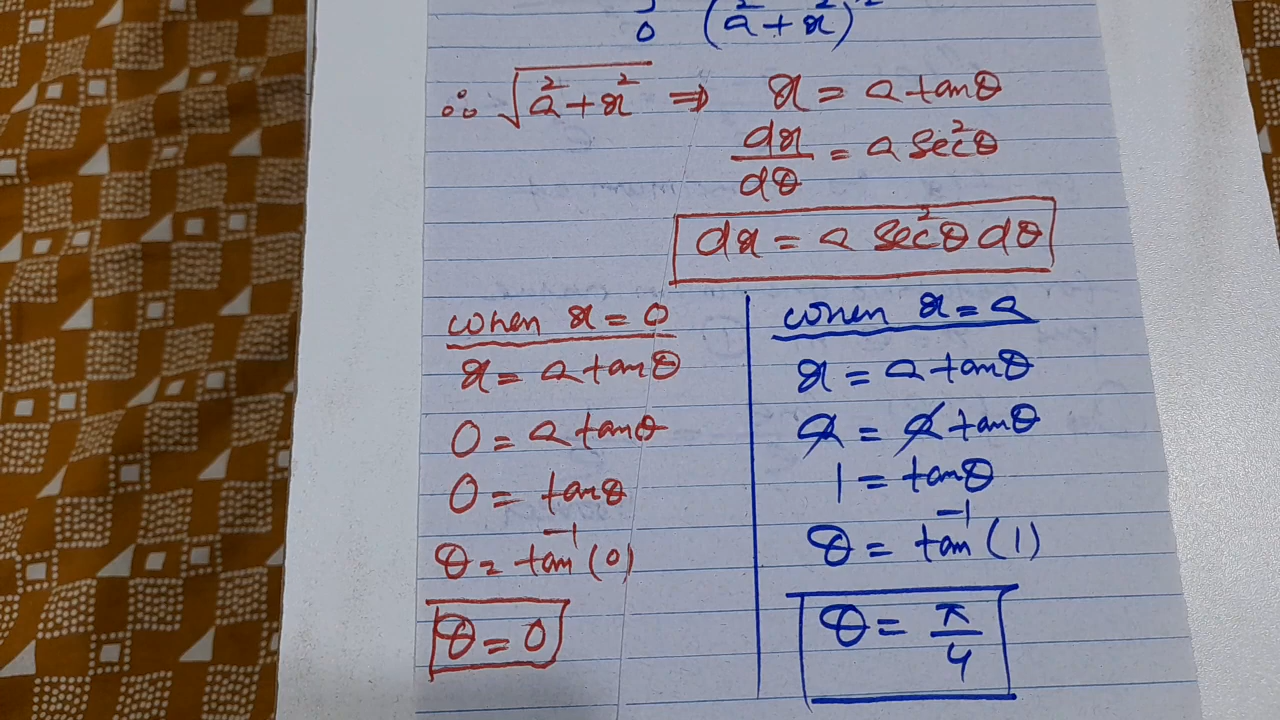 0 (a²+x²)
∴ √a²+x² ⇒ x = a tanθ
dx/dθ = a sec²θ
dx = a sec²θ dθ
when x = 0
x = a tanθ
0 = a tanθ
0 = tanθ
θ = tan⁻¹(0)
θ = 0
when x = a
x = a tanθ
a = a tanθ
1 = tanθ
θ = tan⁻¹(1)
θ = π/4